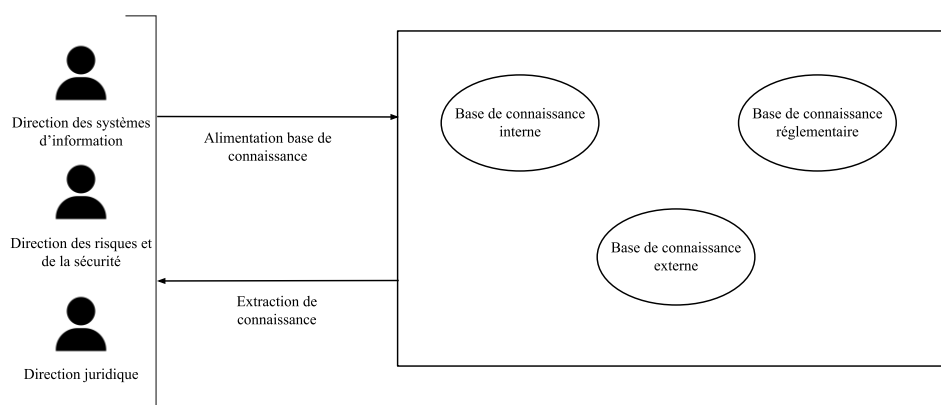 Direction des systèmes
d'information
Direction des risques et
de la sécurité
Direction juridique
Alimentation base de
connaissance
Extraction de
connaissance
Base de connaissance
interne
Base de connaissance
réglementaire
Base de connaissance
externe